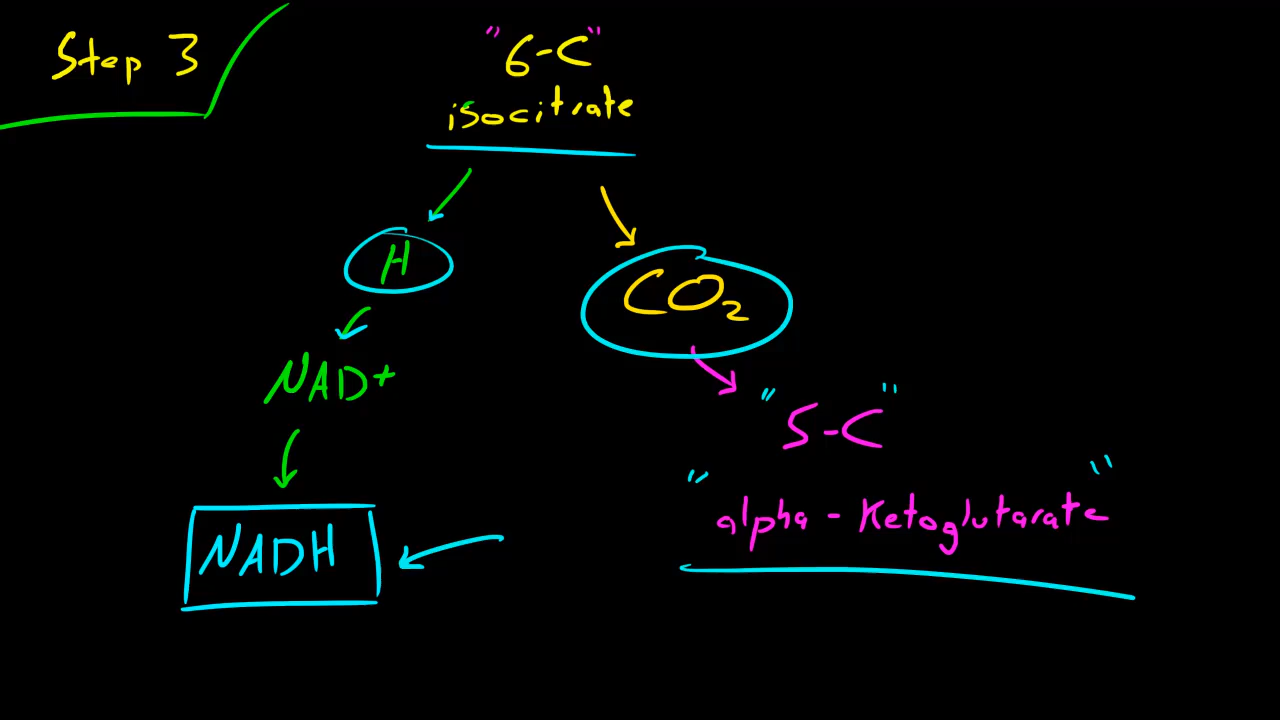 Step 3
"6-C"
isocitrate
H
CO2
NAD+
"5-C"
"alpha-Ketoglutarate"
NADH